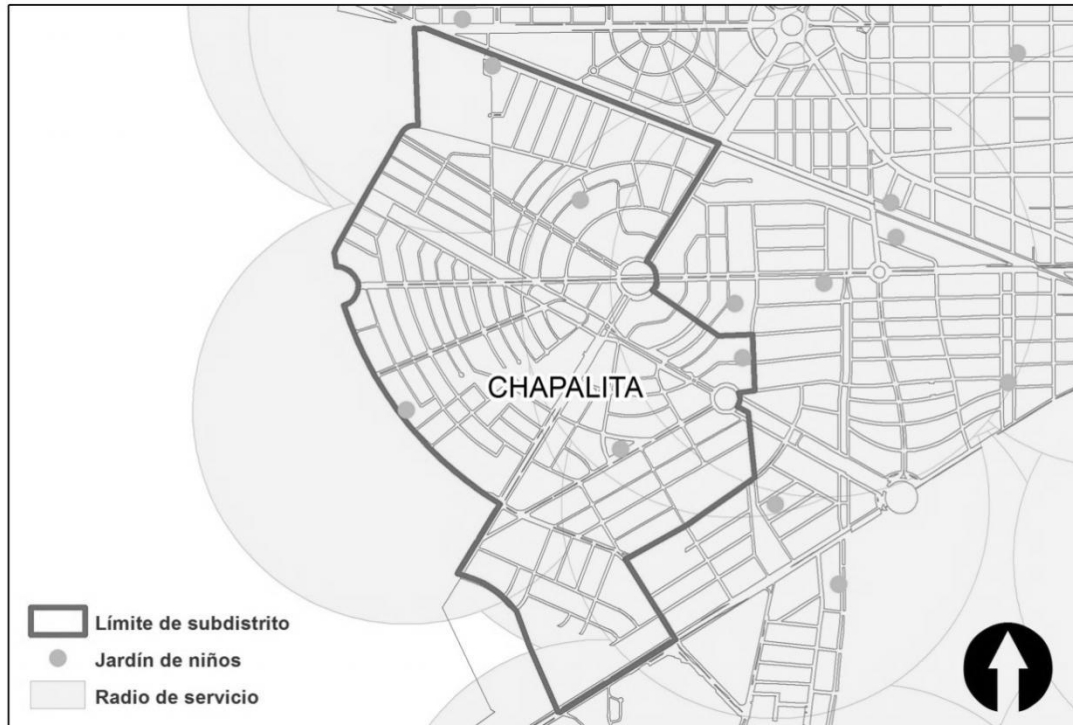 CHAPALITA
Límite de subdistrito
Jardín de niños
Radio de servicio